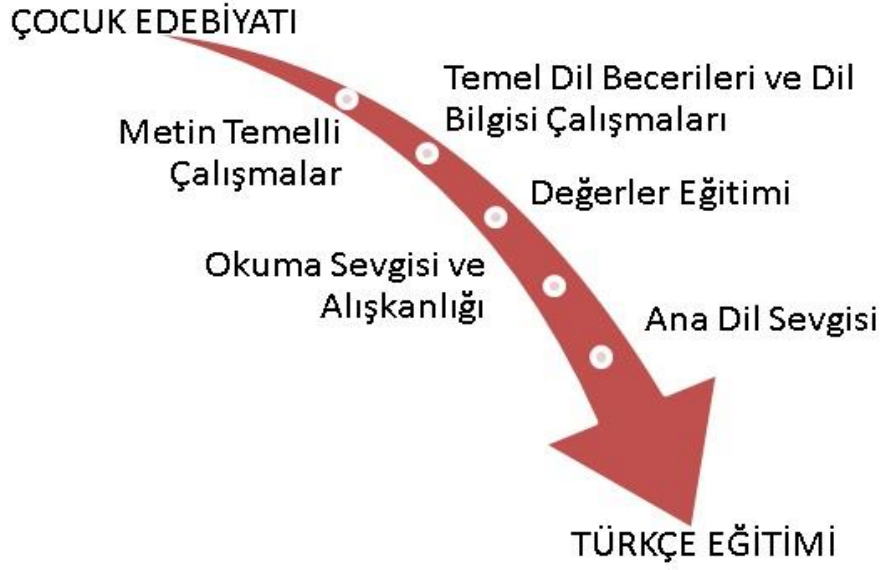 ÇOCUK EDEBİYATI
Temel Dil Becerileri ve Dil
Bilgisi Çalışmaları
Metin Temelli
Çalışmalar
Değerler Eğitimi
Okuma Sevgisi ve
Alışkanlığı
Ana Dil Sevgisi
TÜRKÇE EĞİTİMİ